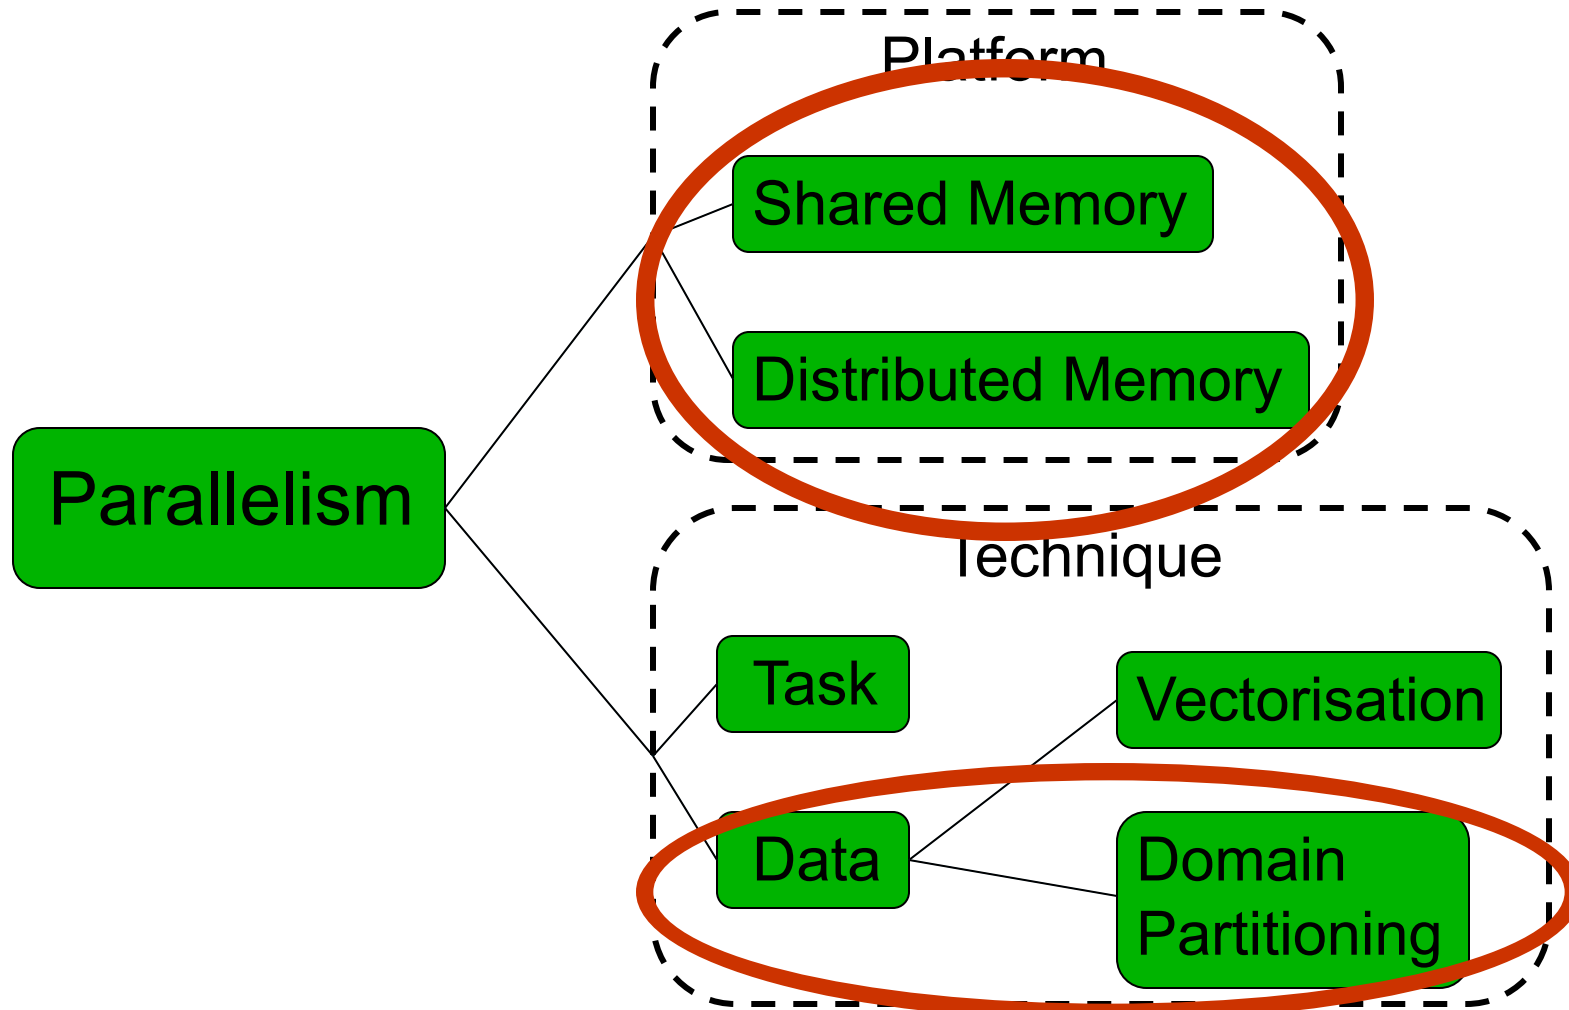 Platform
Shared Memory
Distributed Memory
Parallelism
Technique
Task
Vectorisation
Data
Domain
Partitioning